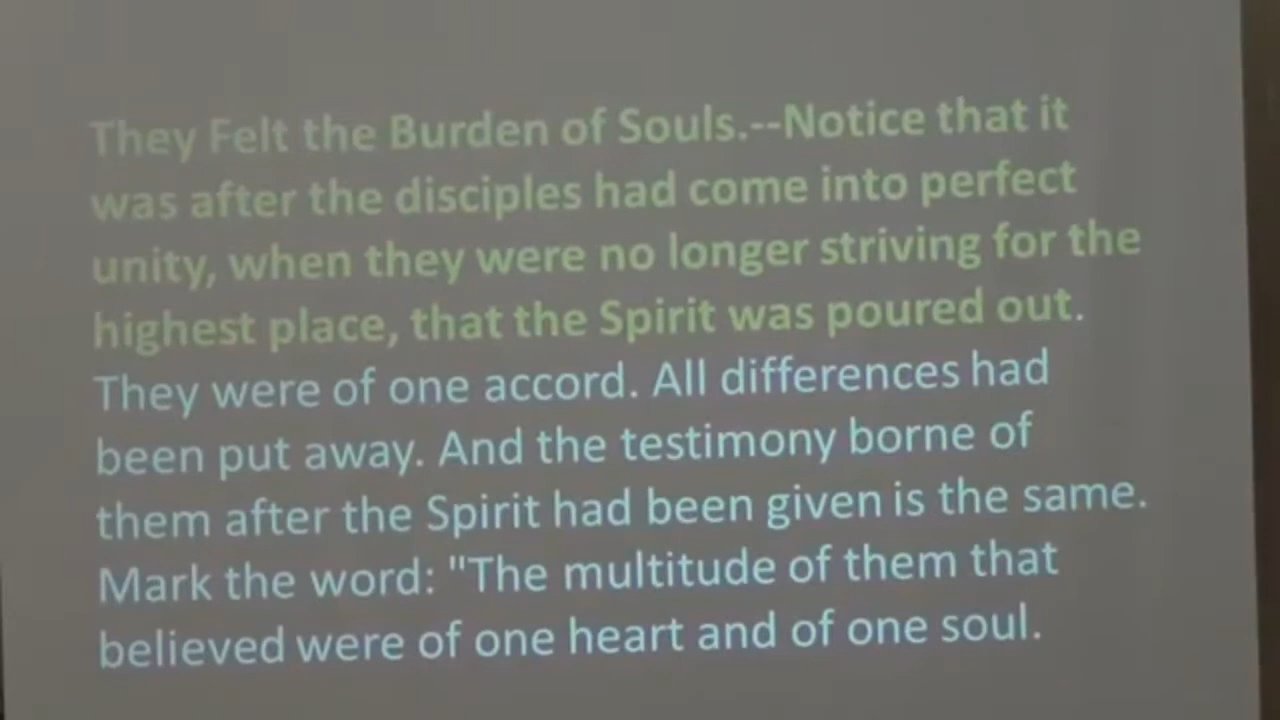 They Felt the Burden of Souls.--Notice that it
was after the disciples had come into perfect
unity, when they were no longer striving for the
highest place, that the Spirit was poured out.
They were of one accord. All differences had
been put away. And the testimony borne of
them after the Spirit had been given is the same.
Mark the word: "The multitude of them that
believed were of one heart and of one soul.